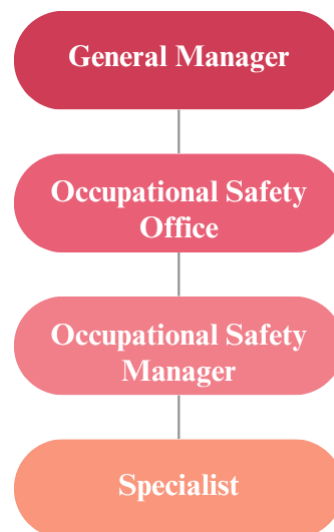 General Manager
Occupational Safety
Office
Occupational Safety
Manager
Specialist